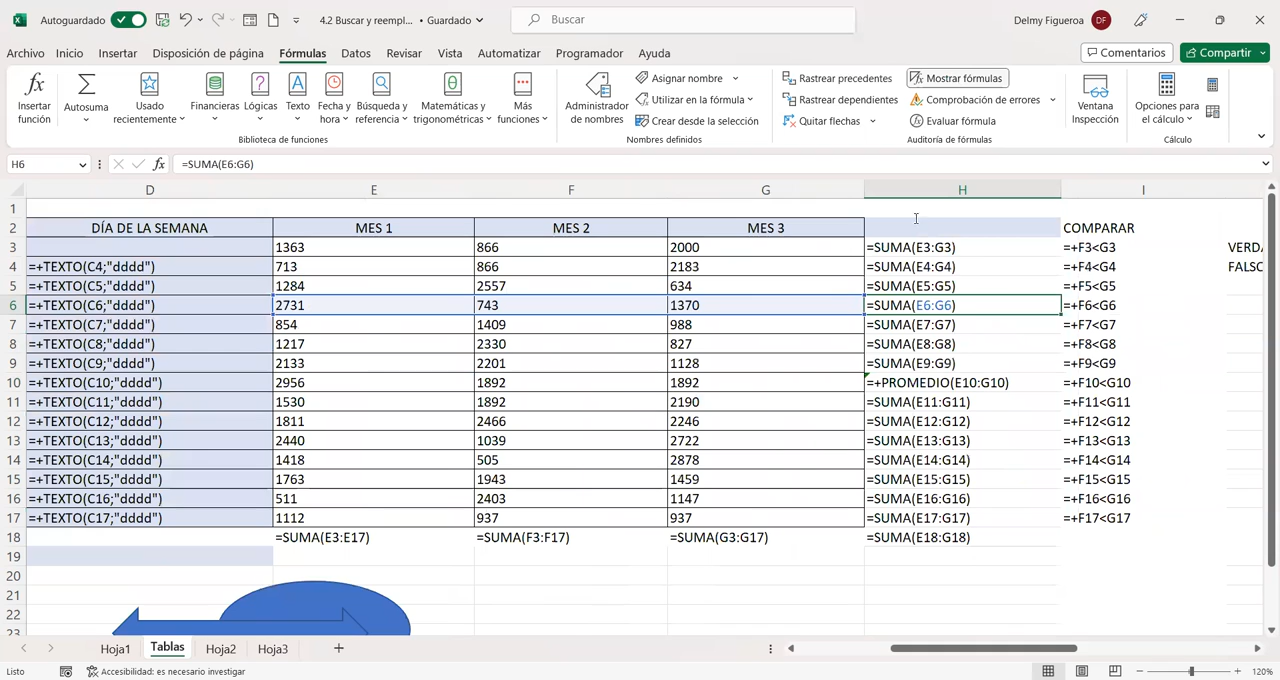 Autoguardado 4.2 Buscar y reempl... • Guardado Buscar Delmy Figueroa DF
Archivo Inicio Insertar Disposición de página Fórmulas Datos Revisar Vista Automatizar Programador Ayuda Comentarios Compartir
Insertar función
Autosuma
Usado recientemente
Financieras
Lógicas
Texto
Fecha y hora
Búsqueda y referencia
Matemáticas y trigonométricas
Más funciones
Biblioteca de funciones
Administrador de nombres
Asignar nombre
Utilizar en la fórmula
Crear desde la selección
Nombres definidos
Rastrear precedentes
Rastrear dependientes
Quitar flechas
Mostrar fórmulas
Comprobación de errores
Evaluar fórmula
Auditoría de fórmulas
Ventana Inspección
Opciones para el cálculo
Cálculo
H6 fx =SUMA(E6:G6)
D E F G H I
1
2 DÍA DE LA SEMANA MES 1 MES 2 MES 3 COMPARAR
3 1363 866 2000 =SUMA(E3:G3) =+F3<G3 VERDA
4 =+TEXTO(C4;"dddd") 713 866 2183 =SUMA(E4:G4) =+F4<G4 FALSO
5 =+TEXTO(C5;"dddd") 1284 2557 634 =SUMA(E5:G5) =+F5<G5
6 =+TEXTO(C6;"dddd") 2731 743 1370 =SUMA(E6:G6) =+F6<G6
7 =+TEXTO(C7;"dddd") 854 1409 988 =SUMA(E7:G7) =+F7<G7
8 =+TEXTO(C8;"dddd") 1217 2330 827 =SUMA(E8:G8) =+F8<G8
9 =+TEXTO(C9;"dddd") 2133 2201 1128 =SUMA(E9:G9) =+F9<G9
10 =+TEXTO(C10;"dddd") 2956 1892 1892 =+PROMEDIO(E10:G10) =+F10<G10
11 =+TEXTO(C11;"dddd") 1530 1892 2190 =SUMA(E11:G11) =+F11<G11
12 =+TEXTO(C12;"dddd") 1811 2466 2246 =SUMA(E12:G12) =+F12<G12
13 =+TEXTO(C13;"dddd") 2440 1039 2722 =SUMA(E13:G13) =+F13<G13
14 =+TEXTO(C14;"dddd") 1418 505 2878 =SUMA(E14:G14) =+F14<G14
15 =+TEXTO(C15;"dddd") 1763 1943 1459 =SUMA(E15:G15) =+F15<G15
16 =+TEXTO(C16;"dddd") 511 2403 1147 =SUMA(E16:G16) =+F16<G16
17 =+TEXTO(C17;"dddd") 1112 937 937 =SUMA(E17:G17) =+F17<G17
18 =SUMA(E3:E17) =SUMA(F3:F17) =SUMA(G3:G17) =SUMA(E18:G18)
19
20
21
22
23
Hoja1 Tablas Hoja2 Hoja3
Listo Accesibilidad: es necesario investigar 120%